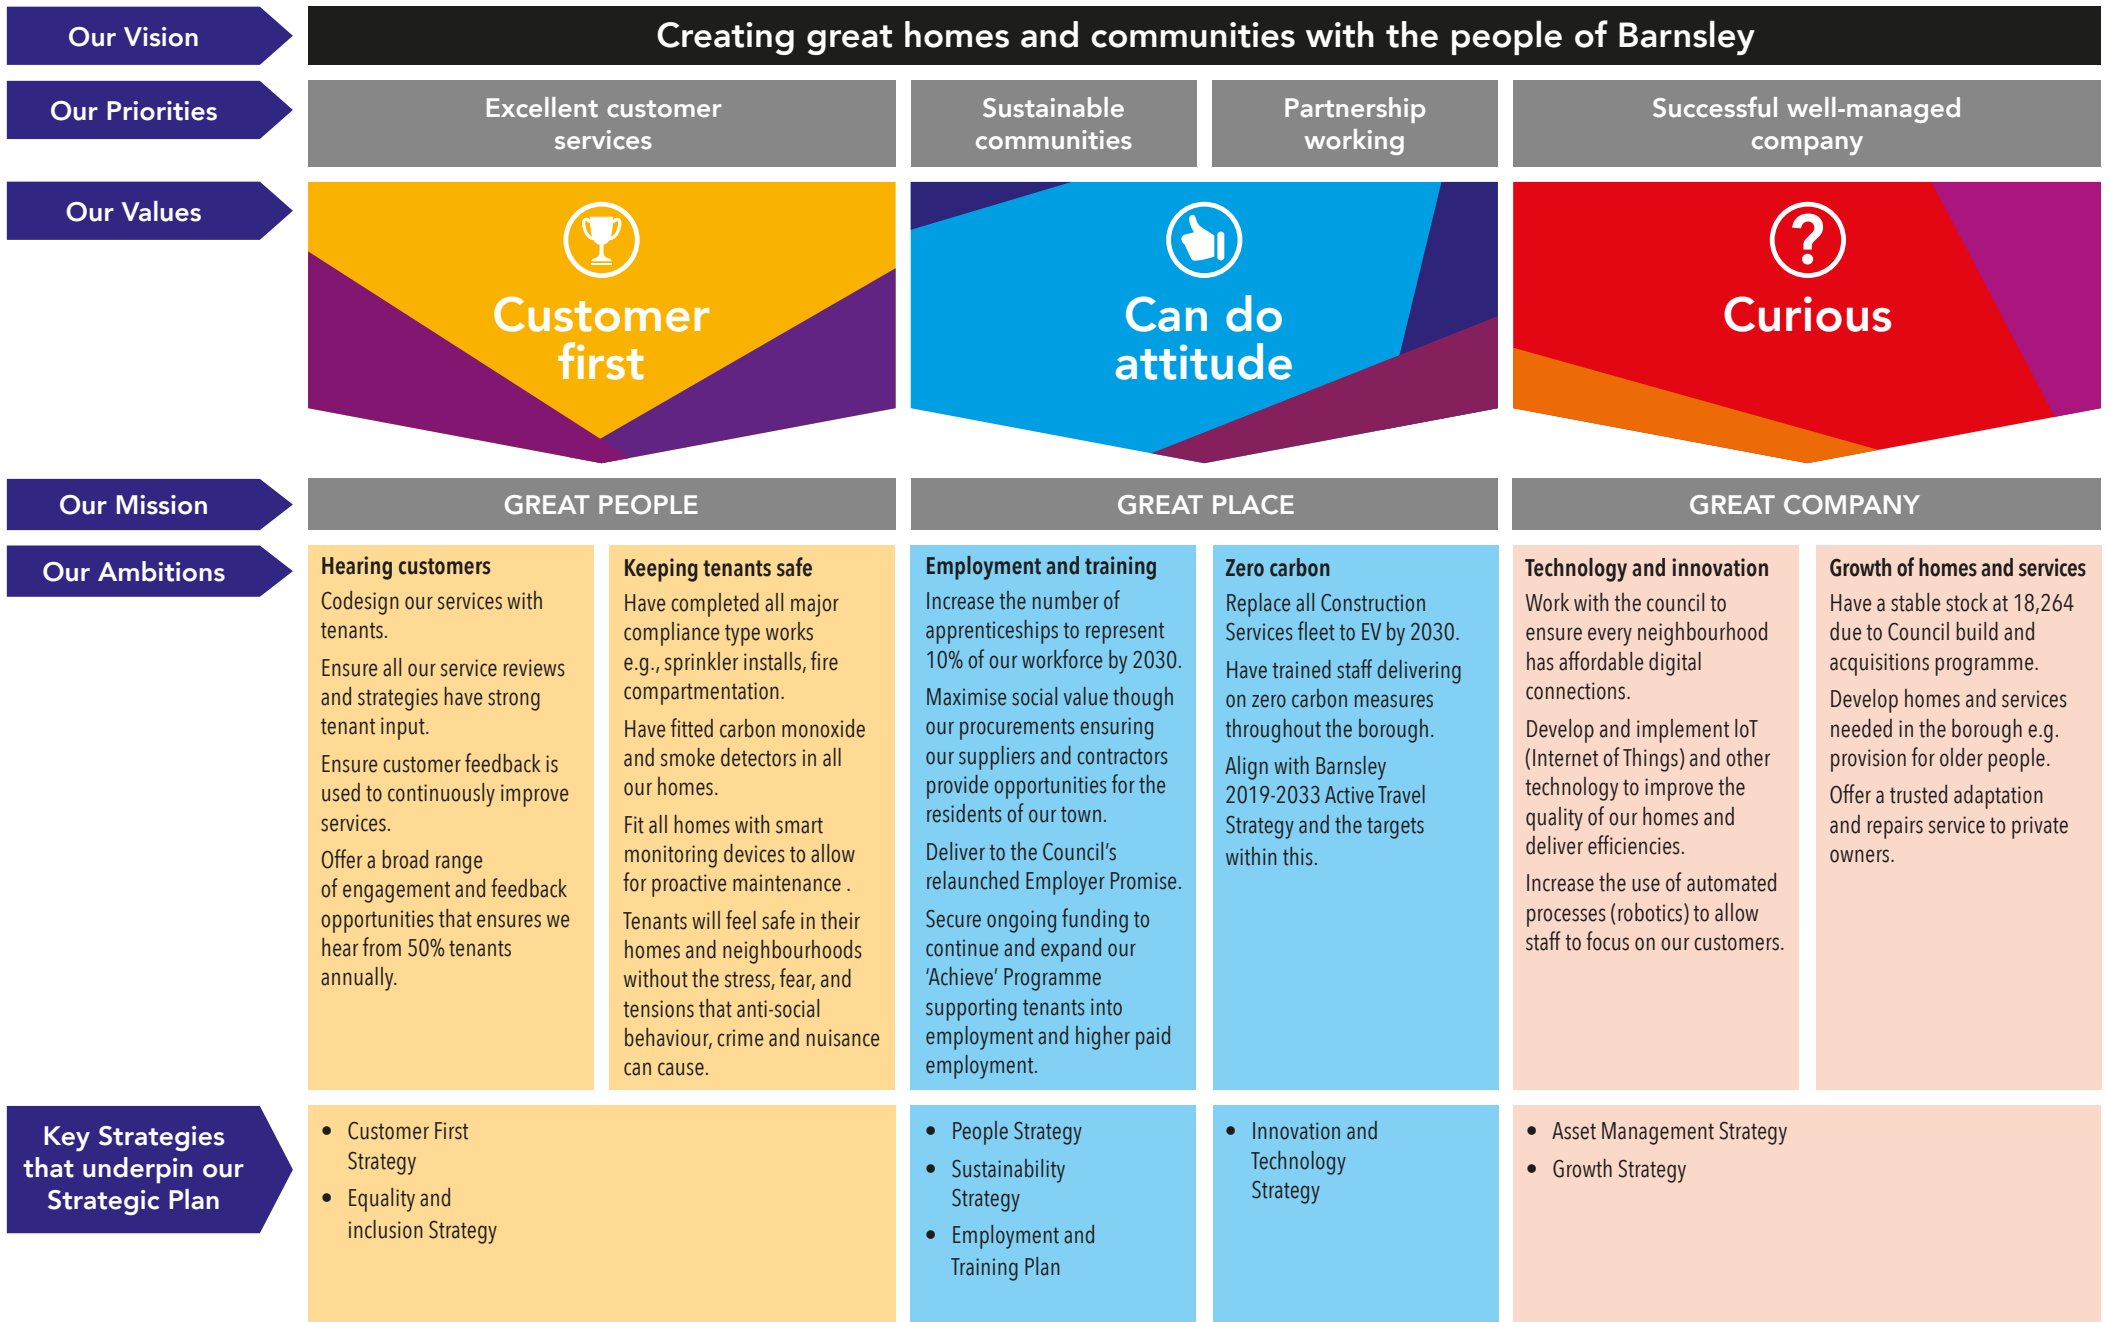 Our Vision
Creating great homes and communities with the people of Barnsley
Our Priorities
Excellent customer
services
Sustainable
communities
Partnership
working
Successful well-managed
company
Our Values
Customer
first
Can do
attitude
?
Curious
Our Mission
GREAT PEOPLE
GREAT PLACE
GREAT COMPANY
Our Ambitions
Hearing customers
Codesign our services with
tenants.
Ensure all our service reviews
and strategies have strong
tenant input.
Ensure customer feedback is
used to continuously improve
services.
Offer a broad range
of engagement and feedback
opportunities that ensures we
hear from 50% tenants
annually.
Keeping tenants safe
Have completed all major
compliance type works
e.g., sprinkler installs, fire
compartmentation.
Have fitted carbon monoxide
and smoke detectors in all
our homes.
Fit all homes with smart
monitoring devices to allow
for proactive maintenance .
Tenants will feel safe in their
homes and neighbourhoods
without the stress, fear, and
tensions that anti-social
behaviour, crime and nuisance
can cause.
Employment and training
Increase the number of
apprenticeships to represent
10% of our workforce by 2030.
Maximise social value though
our procurements ensuring
our suppliers and contractors
provide opportunities for the
residents of our town.
Deliver to the Council's
relaunched Employer Promise.
Secure ongoing funding to
continue and expand our
‘Achieve’ Programme
supporting tenants into
employment and higher paid
employment.
Zero carbon
Replace all Construction
Services fleet to EV by 2030.
Have trained staff delivering
on zero carbon measures
throughout the borough.
Align with Barnsley
2019-2033 Active Travel
Strategy and the targets
within this.
Technology and innovation
Work with the council to
ensure every neighbourhood
has affordable digital
connections.
Develop and implement loT
(Internet of Things) and other
technology to improve the
quality of our homes and
deliver efficiencies.
Increase the use of automated
processes (robotics) to allow
staff to focus on our customers.
Growth of homes and services
Have a stable stock at 18,264
due to Council build and
acquisitions programme.
Develop homes and services
needed in the borough e.g.
provision for older people.
Offer a trusted adaptation
and repairs service to private
owners.
Key Strategies
that underpin our
Strategic Plan
• Customer First
Strategy
• Equality and
inclusion Strategy
• People Strategy
• Sustainability
Strategy
• Employment and
Training Plan
• Innovation and
Technology
Strategy
• Asset Management Strategy
• Growth Strategy